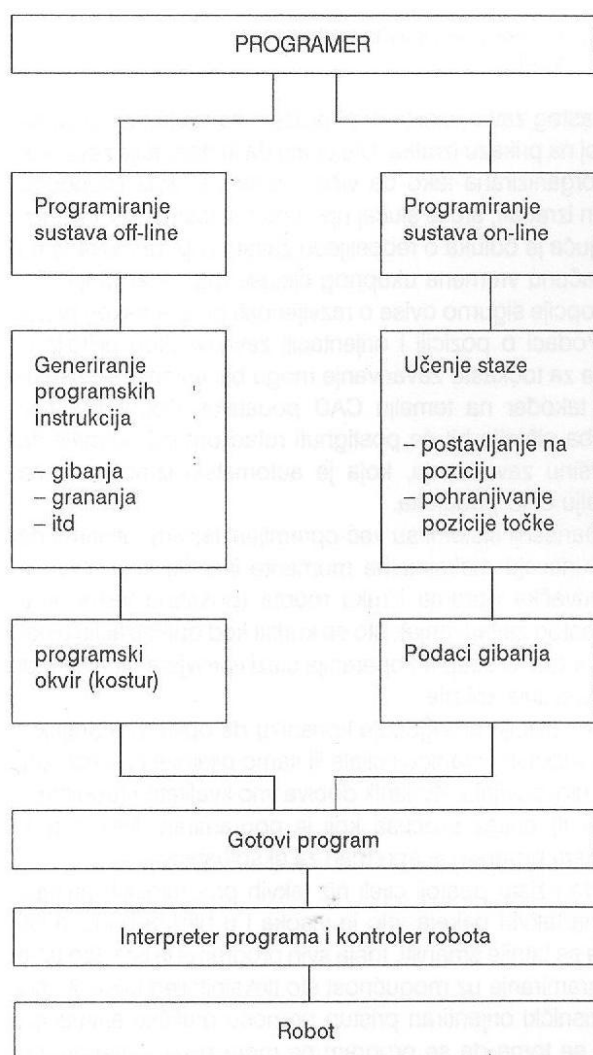 PROGRAMER
Programiranje
sustava off-line
Programiranje
sustava on-line
Generiranje
programskih
instrukcija
– gibanja
– grananja
– itd
Učenje staze
– postavljanje na
poziciju
– pohranjivanje
pozicije točke
programski
okvir (kostur)
Podaci gibanja
Gotovi program
Interpreter programa i kontroler robota
Robot